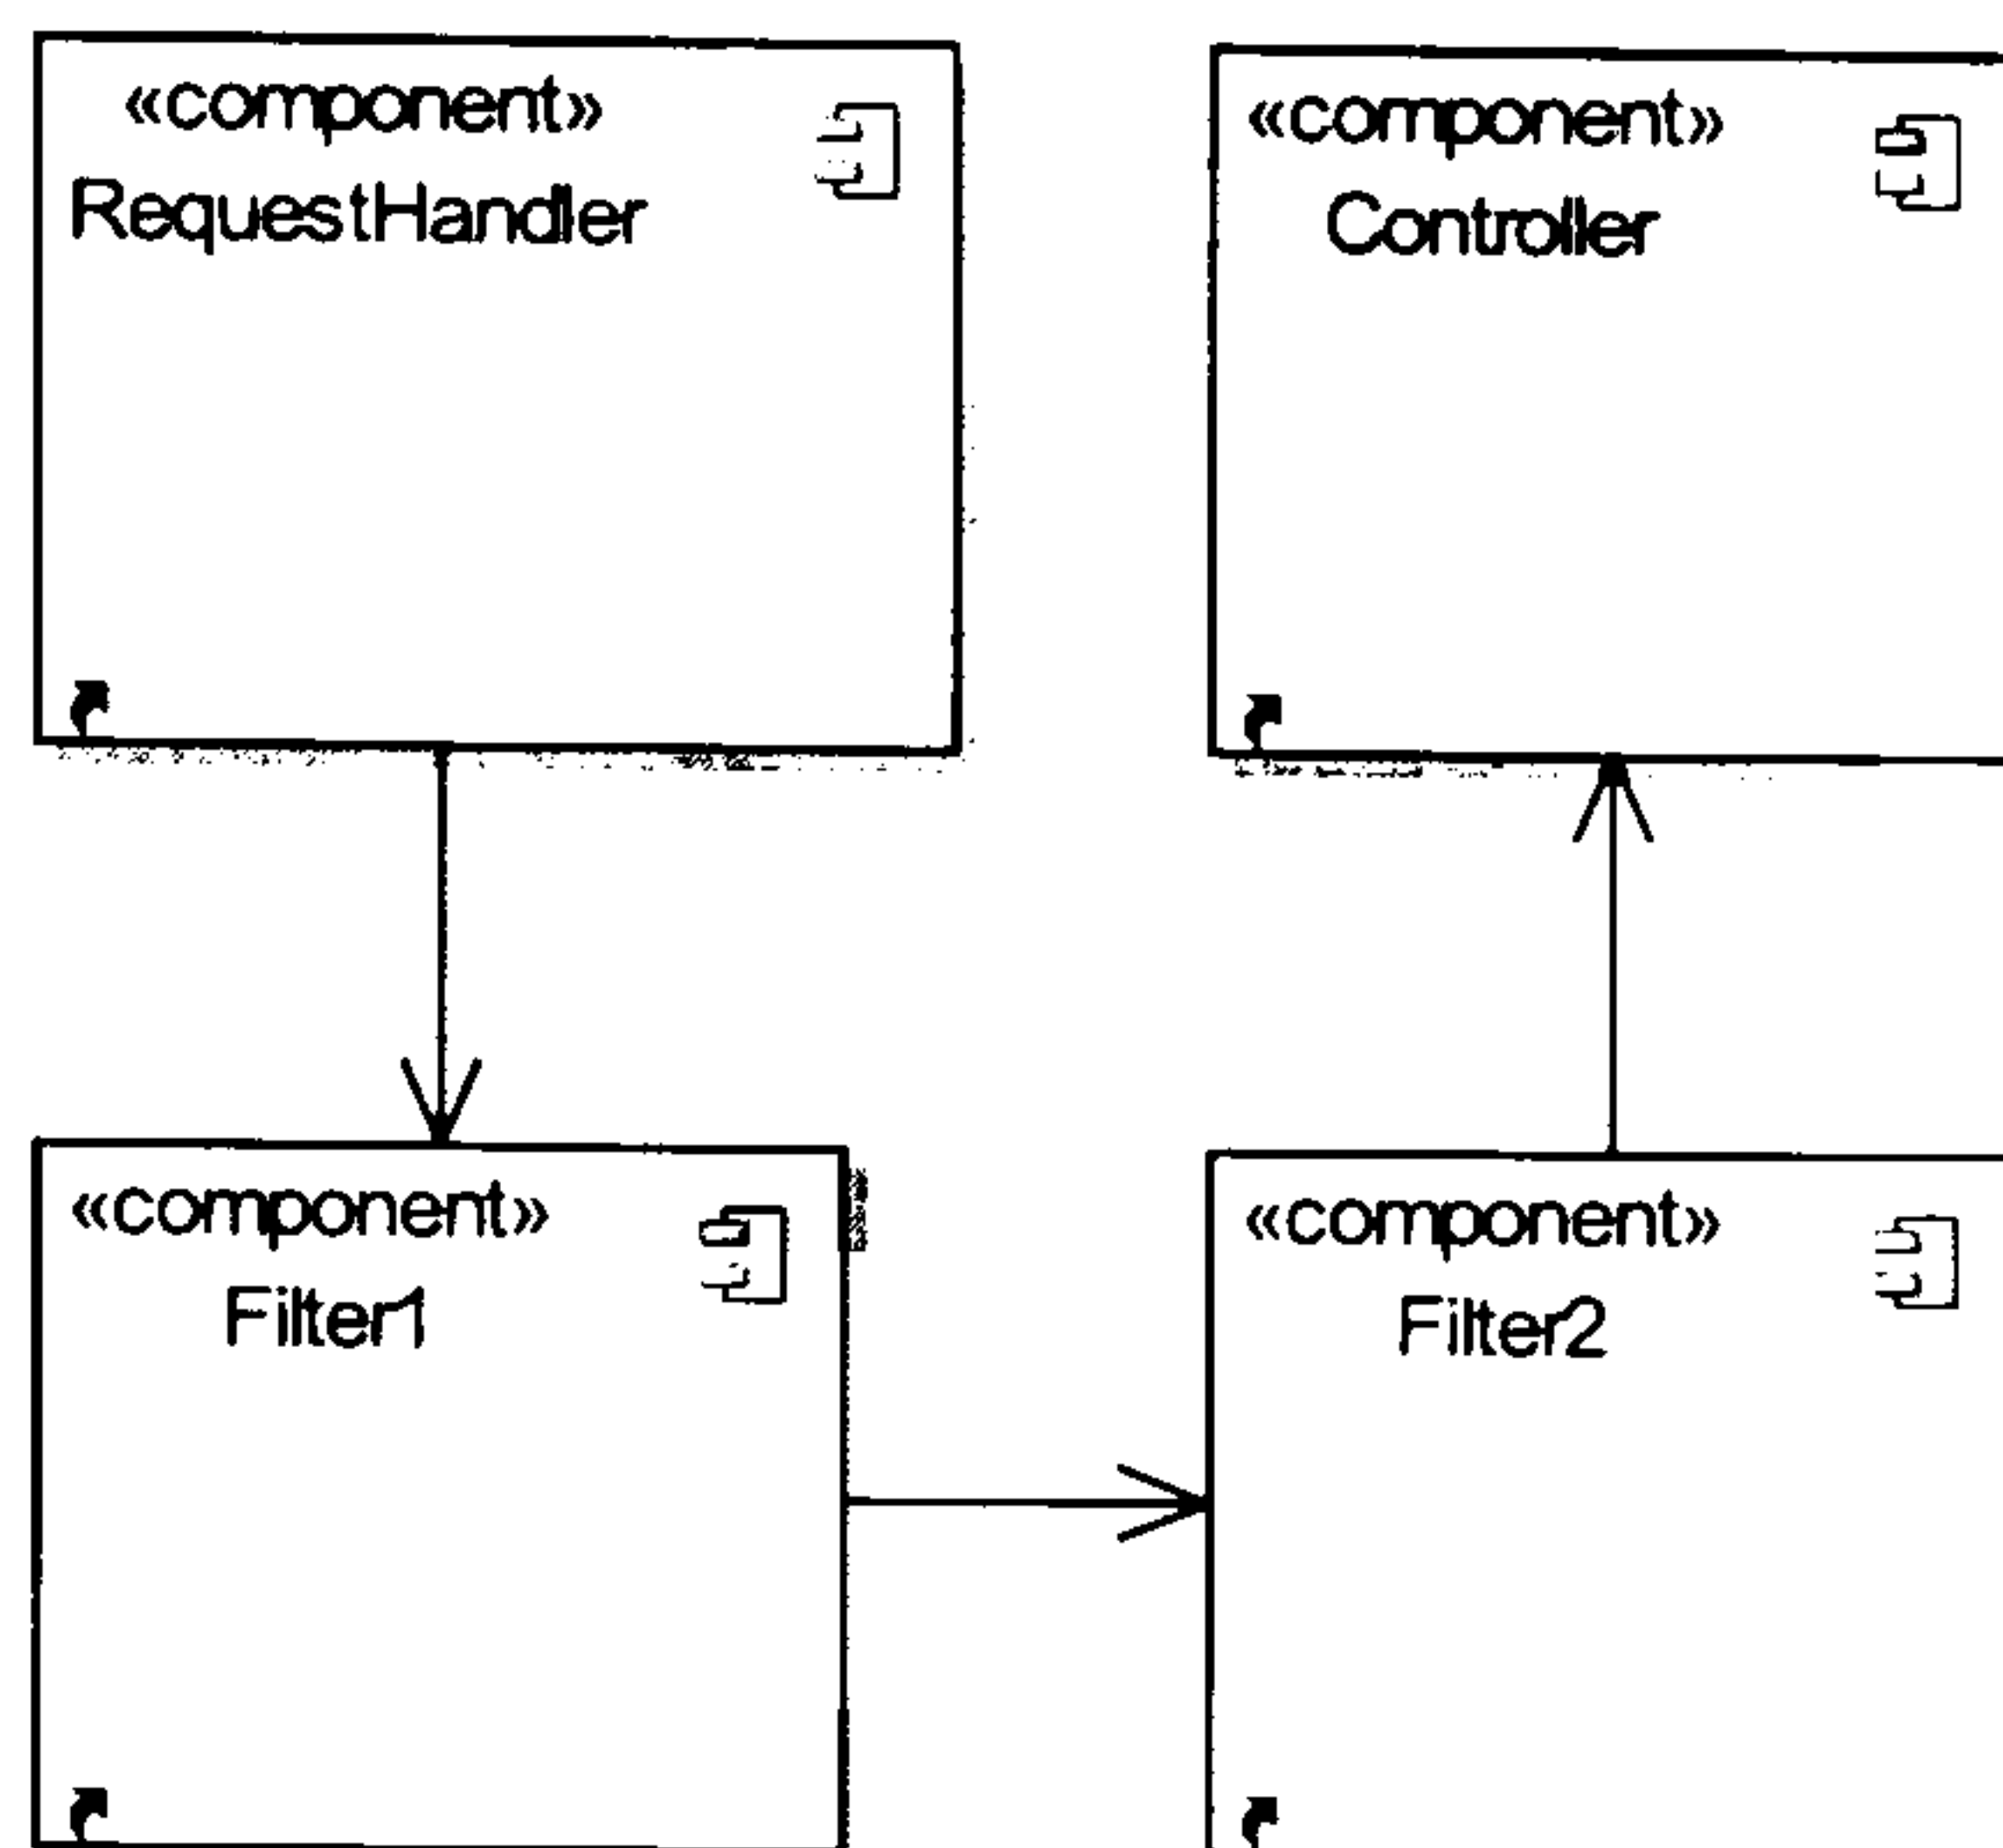 «component»
RequestHandler
«component»
Controller
«component»
Filter1
«component»
Filter2